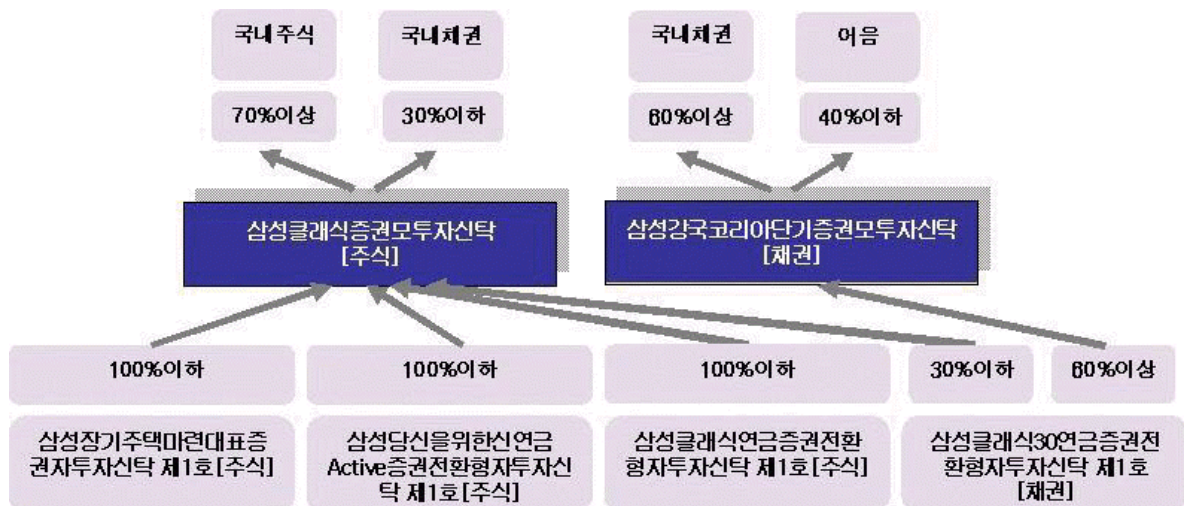 국내주식
국내채권
국내채권
어음
70%이상
30%이하
60%이상
40%이하
삼성클래식증권모투자신탁
[주식]
삼성강국코리아단기증권모투자신탁
[채권]
100%이하
100%이하
100%이하
30%이하
60%이상
삼성장기주택마련대표증
권자투자신탁 제1호[주식]
삼성당신을위한신연금
Active증권전환형자투자신
탁 제1호[주식]
삼성클래식연금증권전환
형자투자신탁 제1호[주식]
삼성클래식30연금증권전
환형자투자신탁 제1호
[채권]